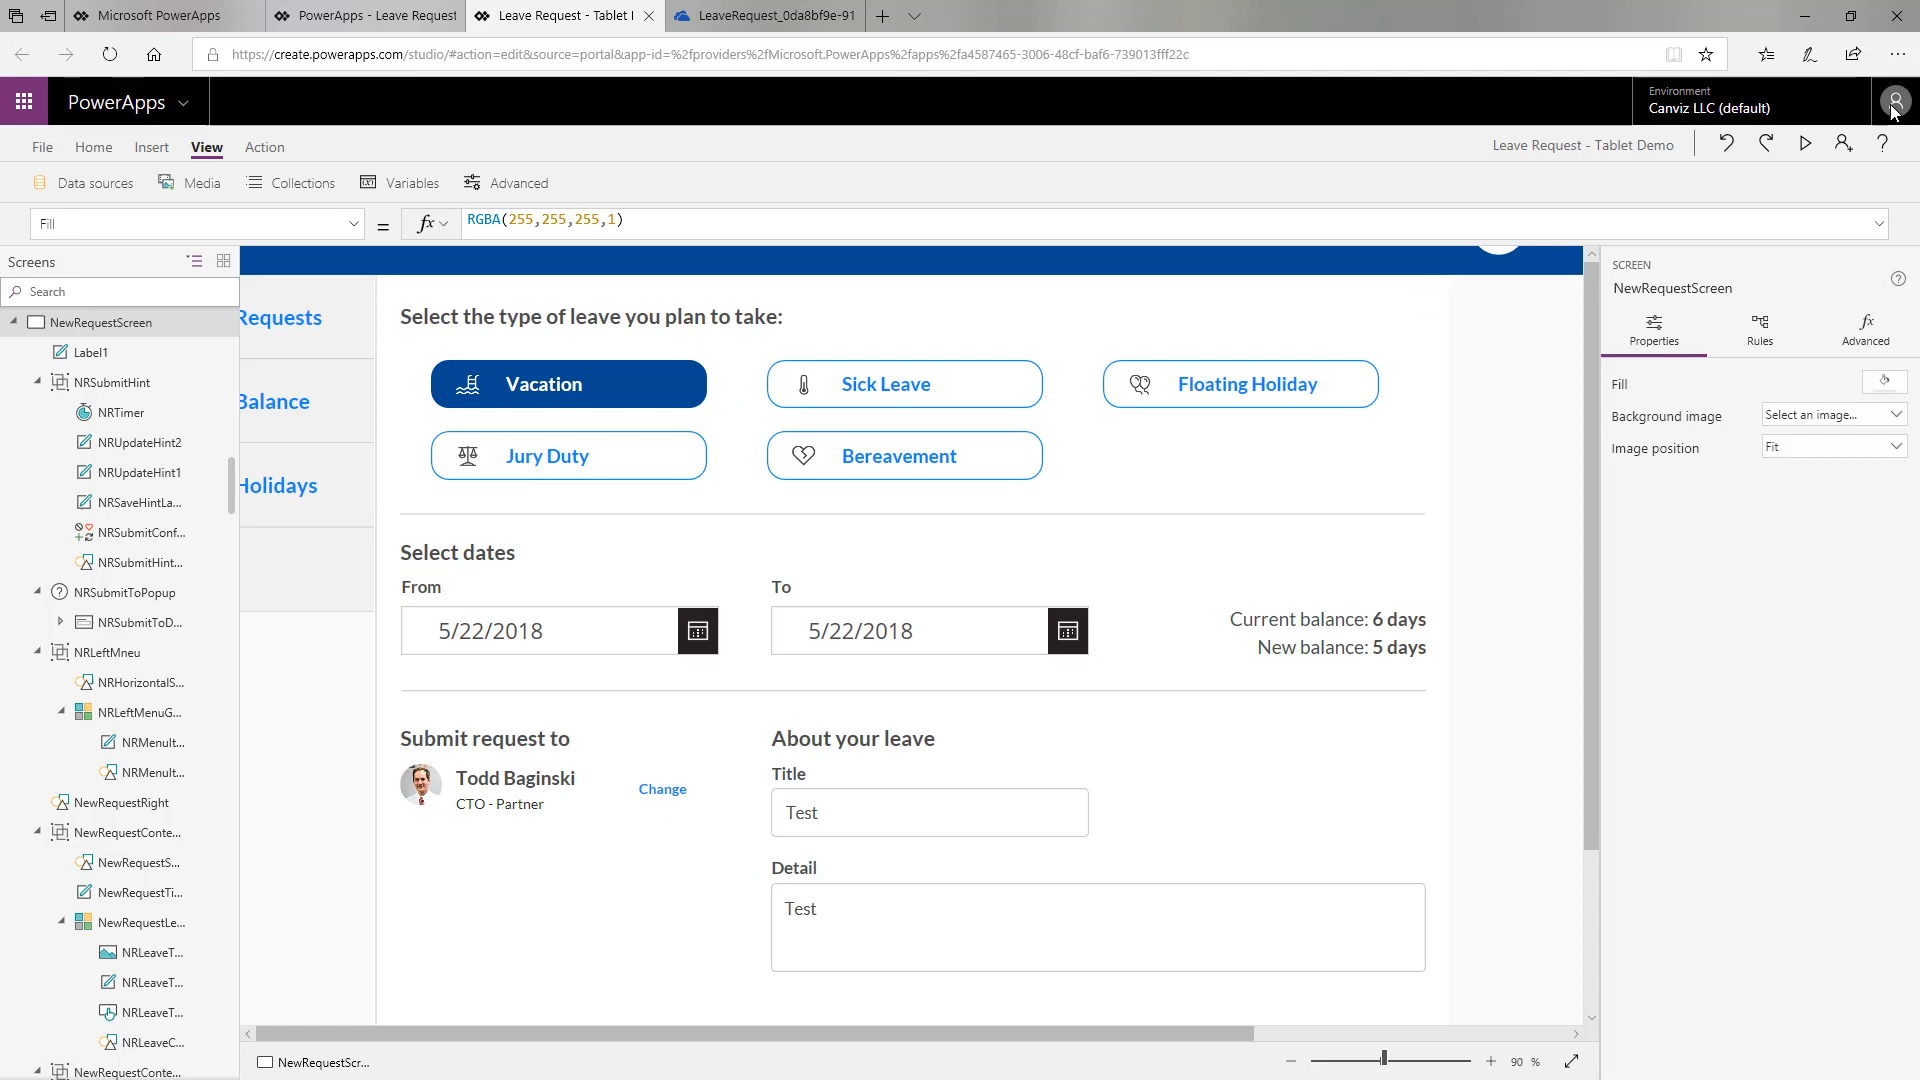 Microsoft PowerApps
PowerApps - Leave Request
Leave Request - Tablet I
LeaveRequest_0da8bf9e-91
https://create.powerapps.com/studio/#action=edit&source=portal&app-id=%2fproviders%2fMicrosoft.PowerApps%2fapps%2fa4587465-3006-48cf-baf6-739013fff22c
PowerApps
Environment
Canviz LLC (default)
File
Home
Insert
View
Action
Leave Request - Tablet Demo
Data sources
Media
Collections
Variables
Advanced
Fill
=
fx
RGBA(255,255,255,1)
Screens
Search
NewRequestScreen
Label1
NRSubmitHint
NRTimer
NRUpdateHint2
NRUpdateHint1
NRSaveHintLa...
NRSubmitConf...
NRSubmitHint...
NRSubmitToPopup
NRSubmitToD...
NRLeftMneu
NRHorizontalS...
NRLeftMenuG...
NRMenuIt...
NRMenuIt...
NewRequestRight
NewRequestConte...
NewRequestS...
NewRequestTi...
NewRequestLe...
NRLeaveT...
NRLeaveT...
NRLeaveT...
NRLeaveC...
NewRequestConte...
Requests
Balance
Holidays
Select the type of leave you plan to take:
Vacation
Sick Leave
Floating Holiday
Jury Duty
Bereavement
Select dates
From
To
5/22/2018
5/22/2018
Current balance: 6 days
New balance: 5 days
Submit request to
Todd Baginski
CTO - Partner
Change
About your leave
Title
Test
Detail
Test
NewRequestScr...
90 %
SCREEN
NewRequestScreen
Properties
Rules
fx
Advanced
Fill
Background image
Select an image...
Image position
Fit